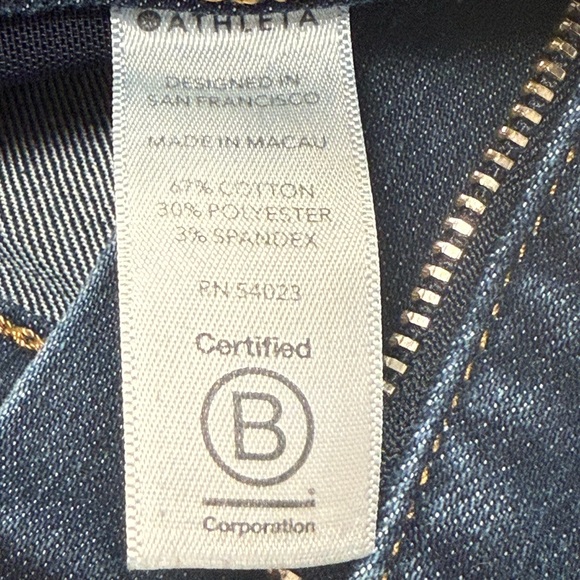 ATHLETA
DESIGNED IN
SAN FRANCISCO
MADE IN MACAU
67% COTTON
30% POLYESTER
3% SPANDEX
RN 54023
Certified
B
Corporation